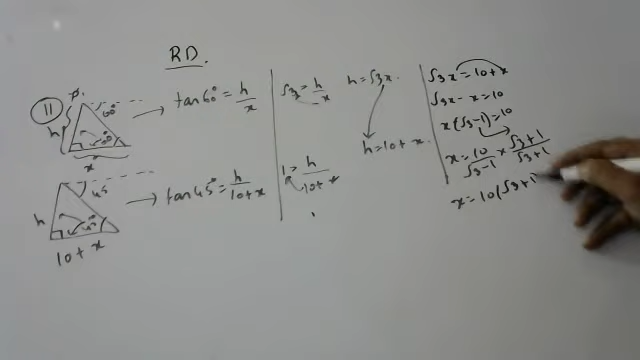 RD.
11
P.
60°
h
60°
x
→ tan60° = h/x
45
h
45°
10+x
→ tan45° = h/10+x
√3 = h/x
h = √3x.
1 = h/10+x
h = 10+x.
√3x = 10+x
√3x - x = 10
x(√3-1) = 10
x = 10/√3-1 × √3+1/√3+1
x = 10(√3+1